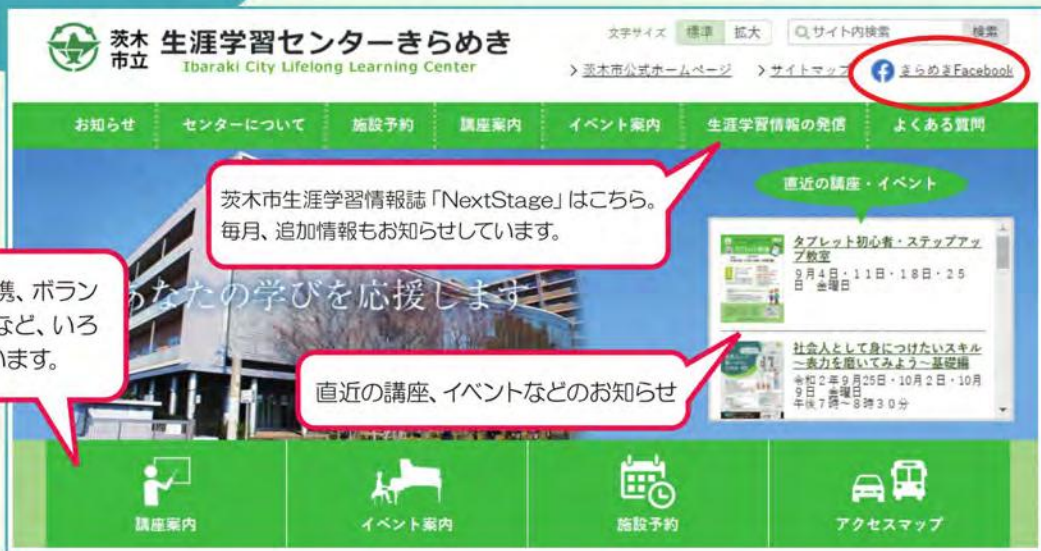 茨木
市立
生涯学習センターきらめき
Ibaraki City Lifelong Learning Center
文字サイズ 標準 拡大 サイト内検索 検索
> 茨木市公式ホームページ > サイトマップ きらめきFacebook
お知らせ センターについて 施設予約 講座案内 イベント案内 生涯学習情報の発信 よくある質問
茨木市生涯学習情報誌「NextStage」はこちら。
毎月、追加情報もお知らせしています。
直近の講座・イベント
タブレット初心者・ステップアッ
プ教室
9月4日・11日・18日・25
日 金曜日
携、ボラン
など、いろ
います。
あなたの学びを応援します
社会人として身につけたいスキル
～表力を磨いてみよう～基礎編
令和2年9月25日・10月2日・10月
9日 金曜日
午後7時～8時30分
直近の講座、イベントなどのお知らせ
講座案内 イベント案内 施設予約 アクセスマップ